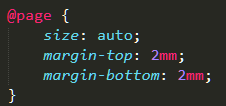 @page {
size: auto;
margin-top: 2mm;
margin-bottom: 2mm;
}